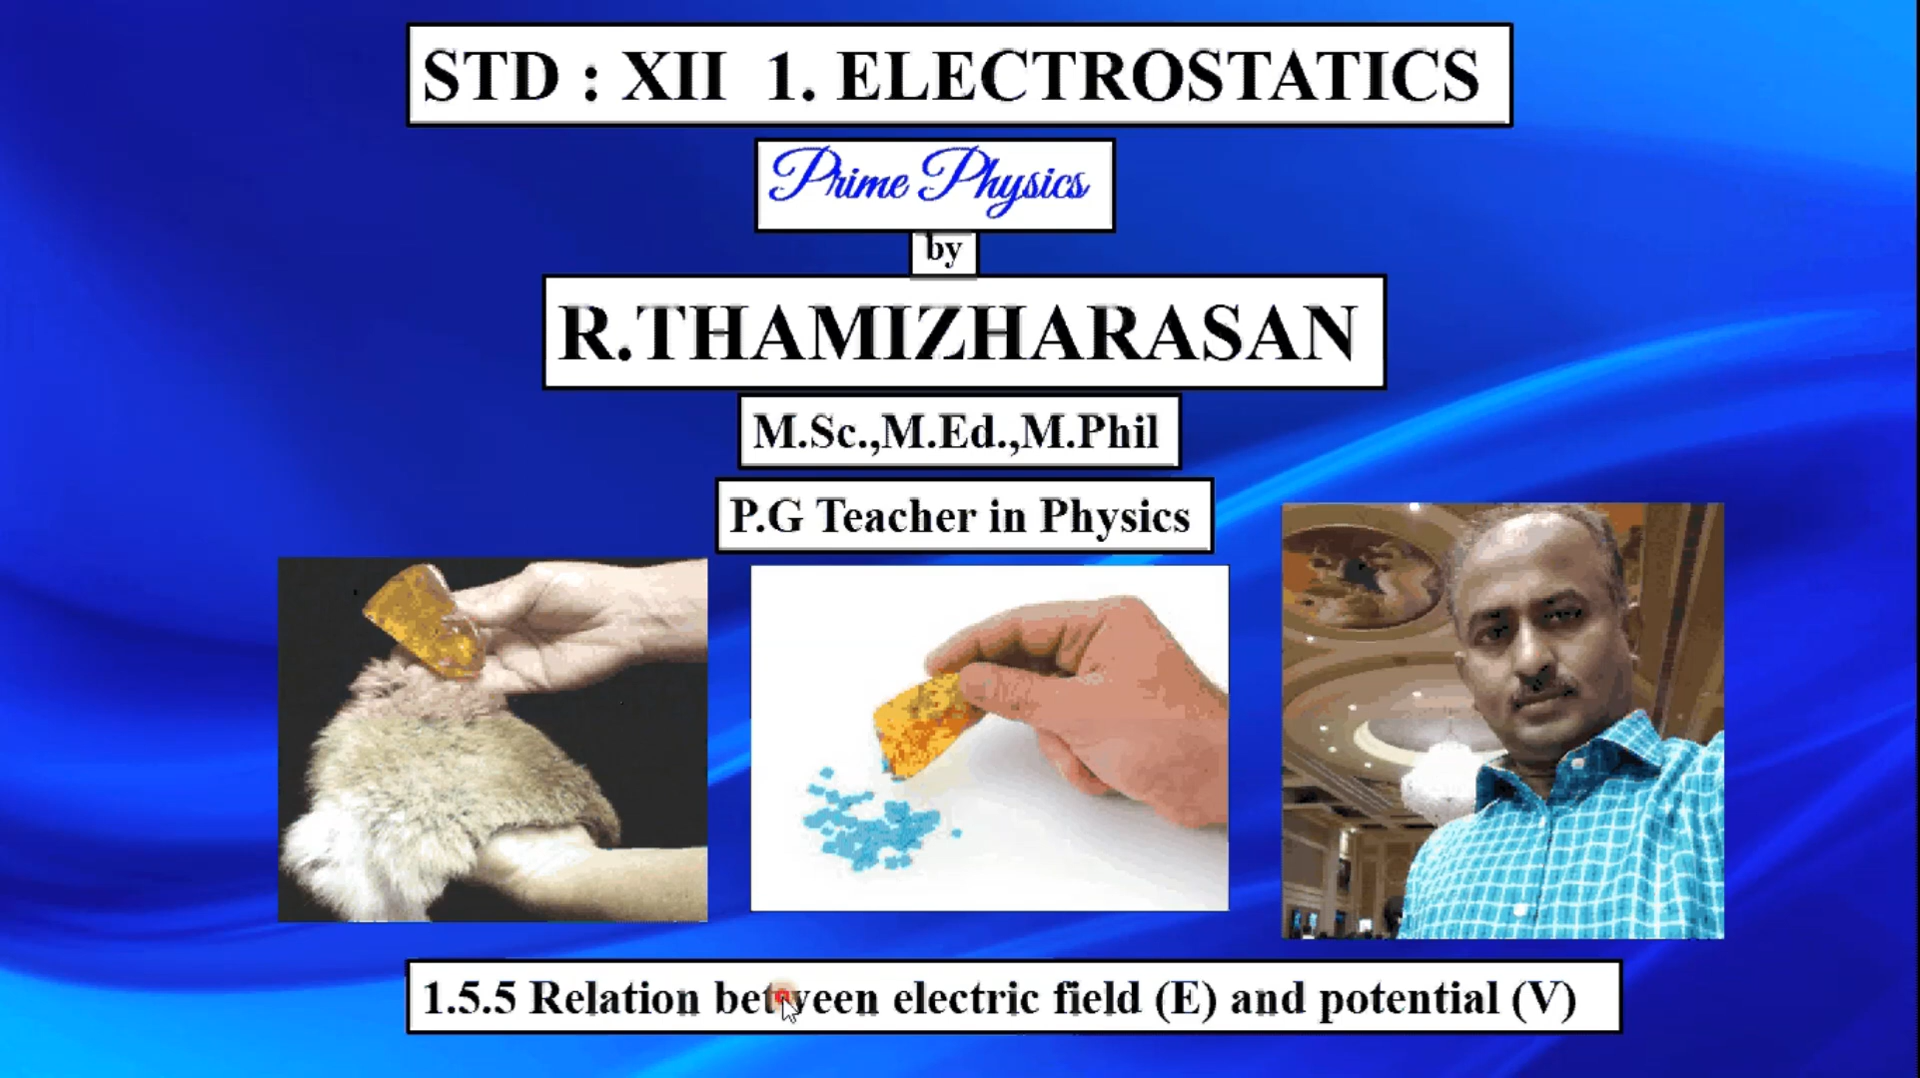 STD : XII 1. ELECTROSTATICS
Prime Physics
by
R.THAMIZHARASAN
M.Sc.,M.Ed.,M.Phil
P.G Teacher in Physics
1.5.5 Relation between electric field (E) and potential (V)